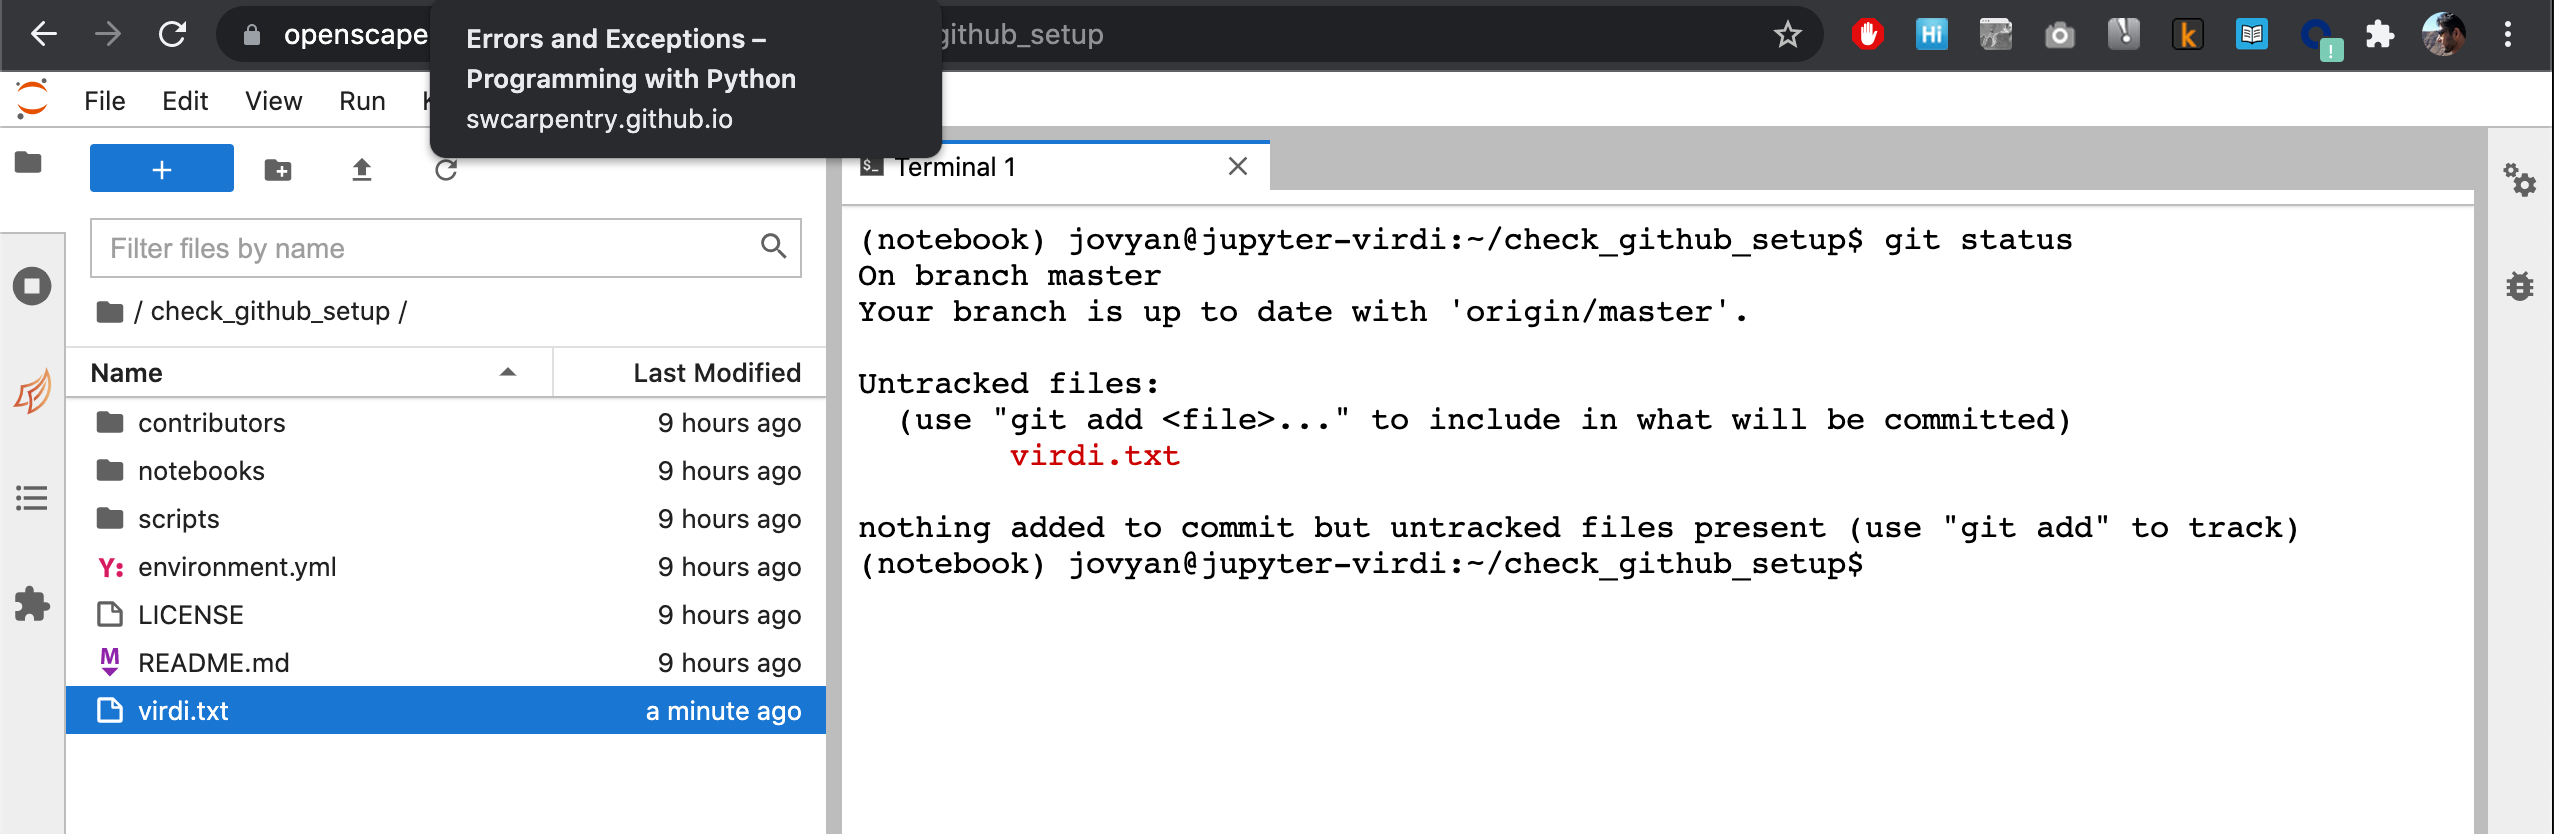 openscape
github_setup
Errors and Exceptions –
Programming with Python
swcarpentry.github.io
Hi
k
!
File Edit View Run
+
Filter files by name
/ check_github_setup /
Name Last Modified
contributors 9 hours ago
notebooks 9 hours ago
scripts 9 hours ago
Y: environment.yml 9 hours ago
LICENSE 9 hours ago
M README.md 9 hours ago
virdi.txt a minute ago
$_ Terminal 1
(notebook) jovyan@jupyter-virdi:~/check_github_setup$ git status
On branch master
Your branch is up to date with 'origin/master'.
Untracked files:
(use "git add <file>..." to include in what will be committed)
virdi.txt
nothing added to commit but untracked files present (use "git add" to track)
(notebook) jovyan@jupyter-virdi:~/check_github_setup$